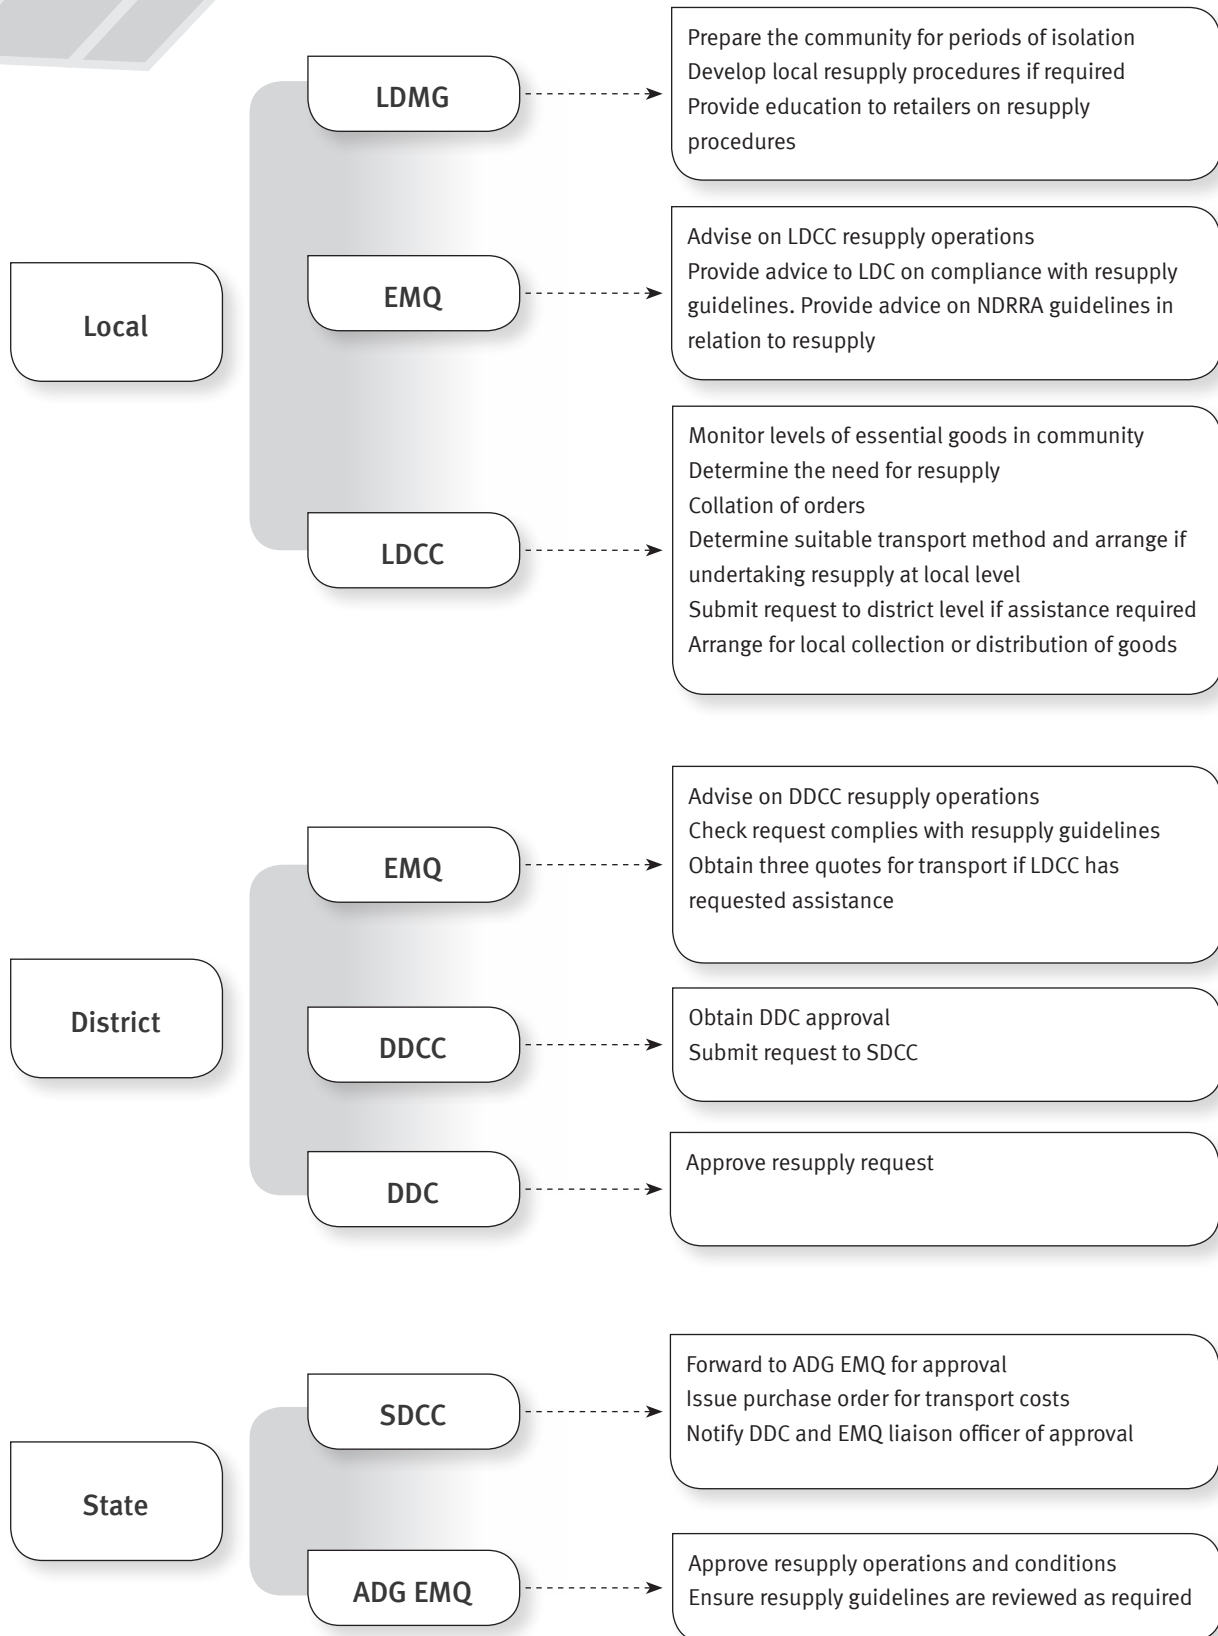 Local
LDMG
Prepare the community for periods of isolation
Develop local resupply procedures if required
Provide education to retailers on resupply
procedures
EMQ
Advise on LDCC resupply operations
Provide advice to LDC on compliance with resupply
guidelines. Provide advice on NDRRA guidelines in
relation to resupply
LDCC
Monitor levels of essential goods in community
Determine the need for resupply
Collation of orders
Determine suitable transport method and arrange if
undertaking resupply at local level
Submit request to district level if assistance required
Arrange for local collection or distribution of goods
District
EMQ
Advise on DDCC resupply operations
Check request complies with resupply guidelines
Obtain three quotes for transport if LDCC has
requested assistance
DDCC
Obtain DDC approval
Submit request to SDCC
DDC
Approve resupply request
State
SDCC
Forward to ADG EMQ for approval
Issue purchase order for transport costs
Notify DDC and EMQ liaison officer of approval
ADG EMQ
Approve resupply operations and conditions
Ensure resupply guidelines are reviewed as required